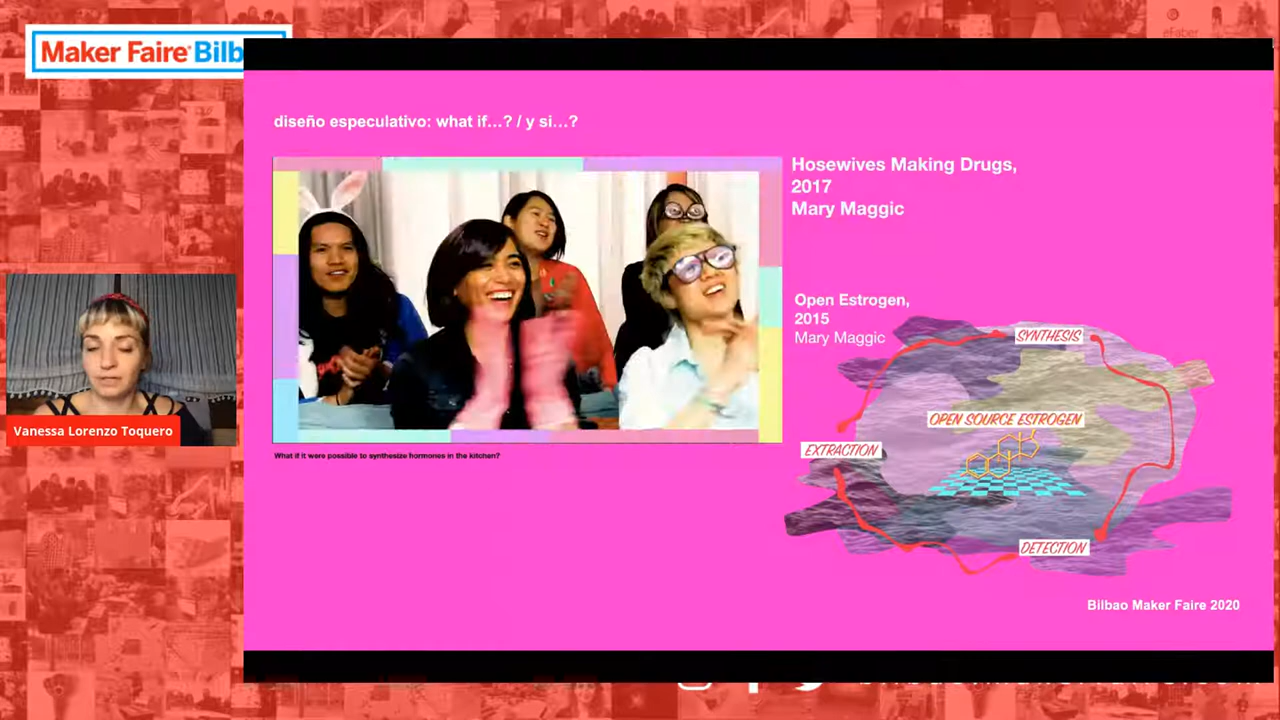 Maker Faire Bilb
eFaber
diseño especulativo: what if...? / y si...?
Hosewives Making Drugs,
2017
Mary Maggic
Open Estrogen,
2015
Mary Maggic
SYNTHESIS
OPEN SOURCE ESTROGEN
EXTRACTION
DETECTION
Vanessa Lorenzo Toquero
What if it were possible to synthesize hormones in the kitchen?
Bilbao Maker Faire 2020